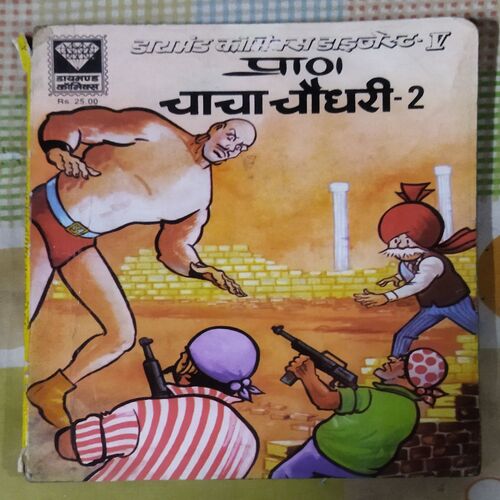 डायमंड कॉमिक्स डाइजेस्ट- V
डायमण्ड
कॉमिक्स
Rs. 25.00
प्राण
चाचा चौधरी-2